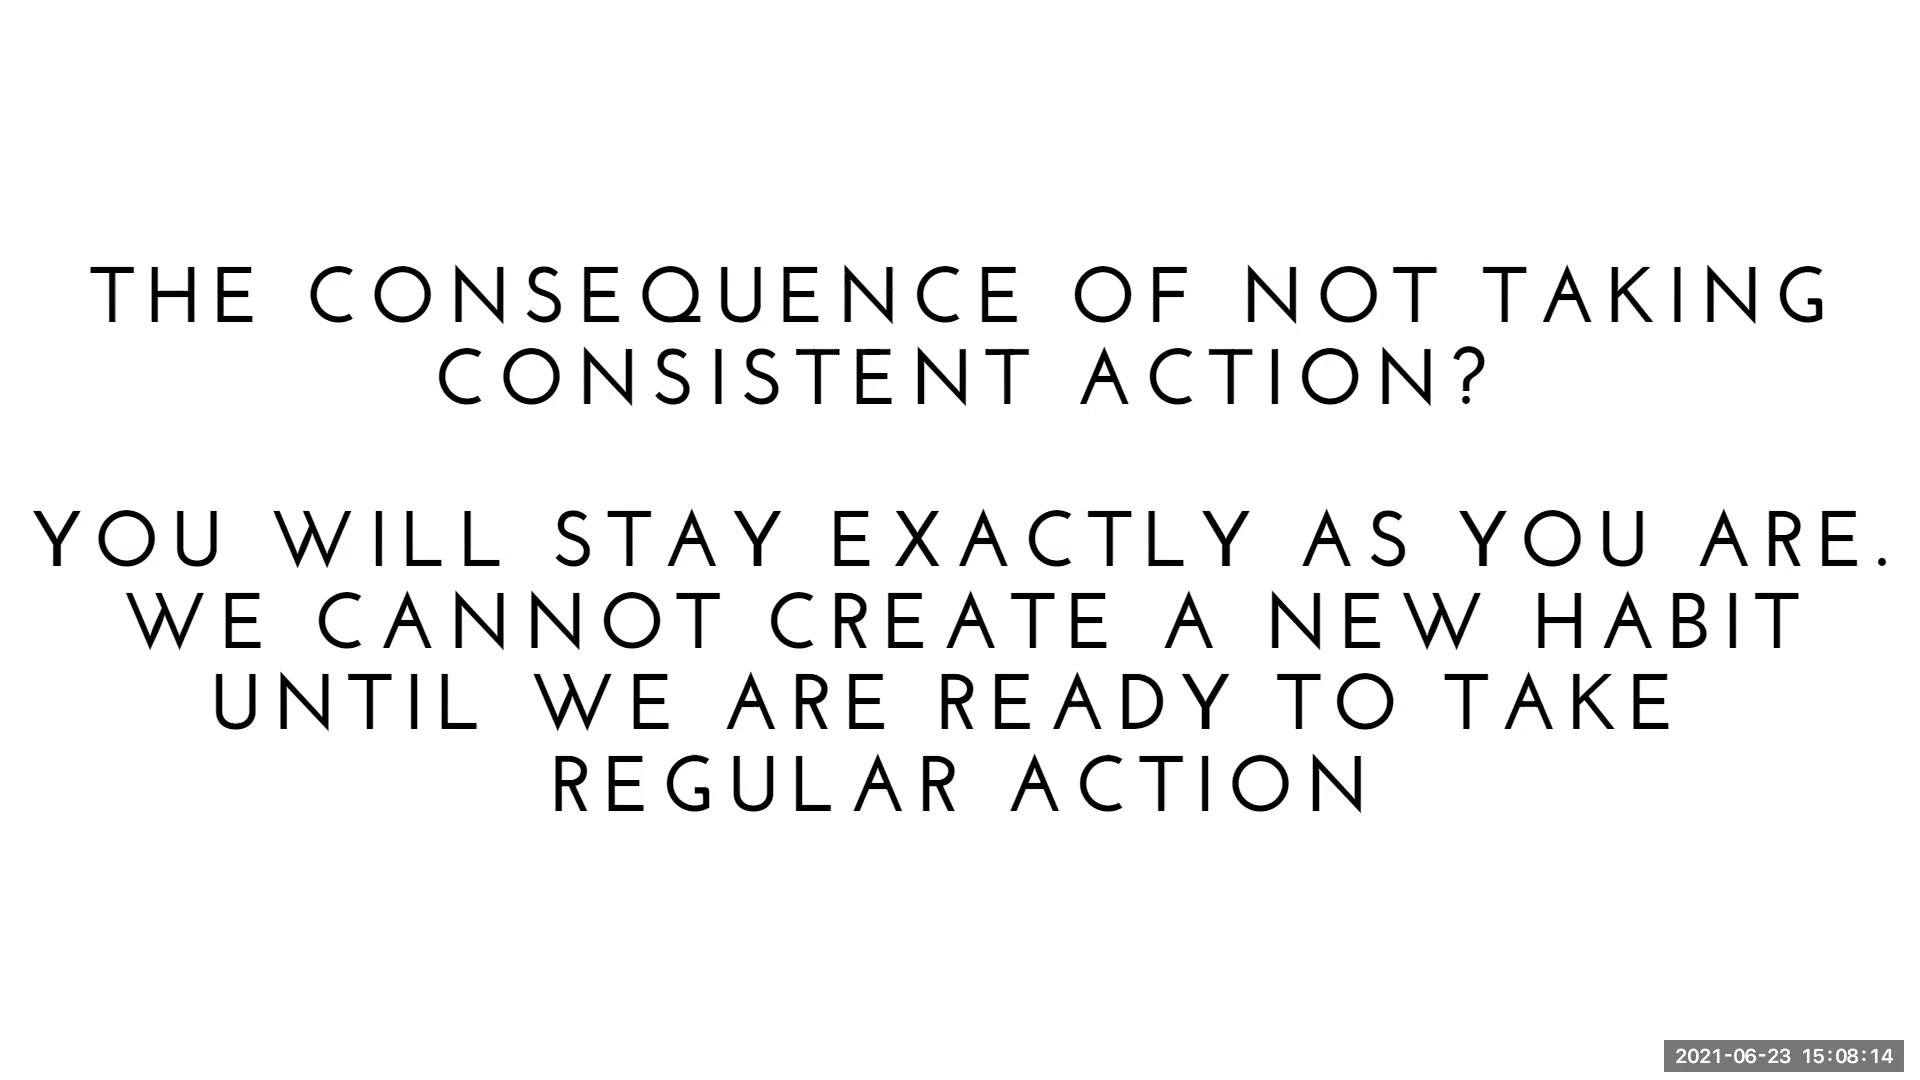 THE CONSEQUENCE OF NOT TAKING
CONSISTENT ACTION?
YOU WILL STAY EXACTLY AS YOU ARE.
WE CANNOT CREATE A NEW HABIT
UNTIL WE ARE READY TO TAKE
REGULAR ACTION
2021-06-23 15:08:14